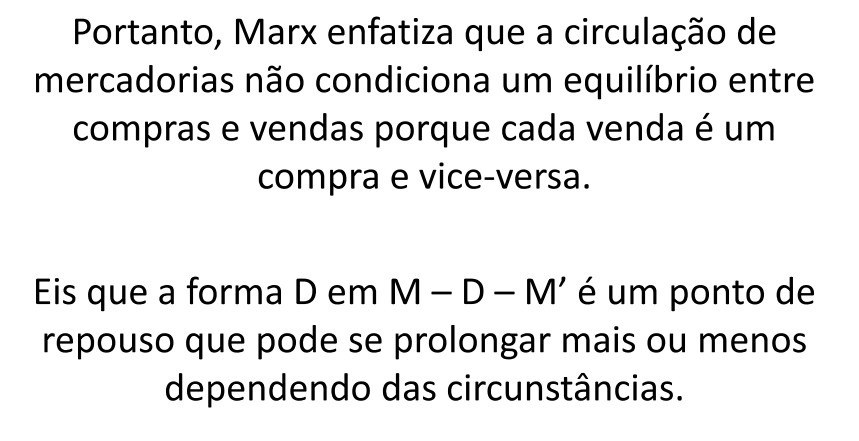 Portanto, Marx enfatiza que a circulação de
mercadorias não condiciona um equilíbrio entre
compras e vendas porque cada venda é um
compra e vice-versa.
Eis que a forma D em M – D – M’ é um ponto de
repouso que pode se prolongar mais ou menos
dependendo das circunstâncias.